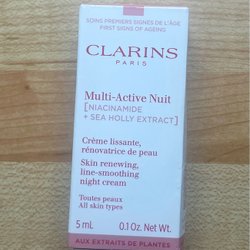 SOINS PREMIERS SIGNES DE L'ÂGE
FIRST SIGNS OF AGEING
CLARINS
PARIS
Multi-Active Nuit
[NIACINAMIDE
+ SEA HOLLY EXTRACT]
Crème lissante,
rénovatrice de peau
Skin renewing,
line-smoothing
night cream
Toutes peaux
All skin types
5 mL 0.1 Oz. Net Wt.
AUX EXTRAITS DE PLANTES